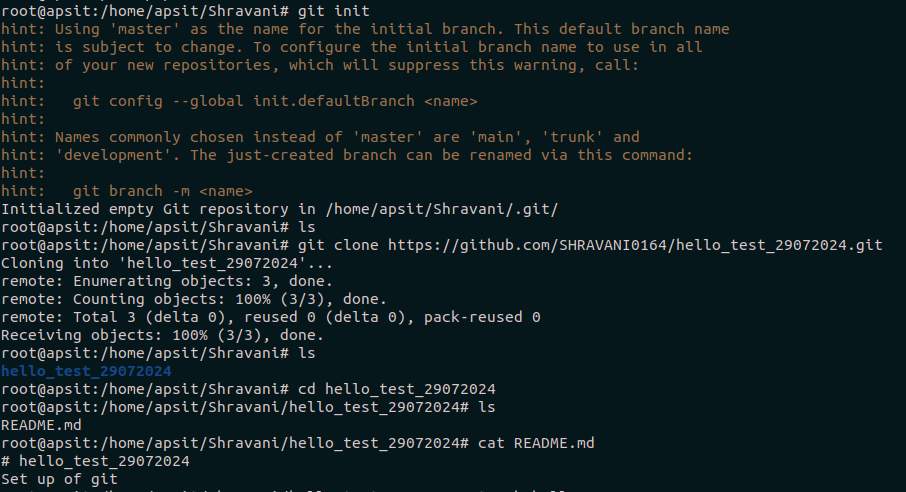 root@apsit:/home/apsit/Shravani# git init
hint: Using 'master' as the name for the initial branch. This default branch name
hint: is subject to change. To configure the initial branch name to use in all
hint: of your new repositories, which will suppress this warning, call:
hint:
hint:   git config --global init.defaultBranch <name>
hint:
hint: Names commonly chosen instead of 'master' are 'main', 'trunk' and
hint: 'development'. The just-created branch can be renamed via this command:
hint:
hint:   git branch -m <name>
Initialized empty Git repository in /home/apsit/Shravani/.git/
root@apsit:/home/apsit/Shravani# ls
root@apsit:/home/apsit/Shravani# git clone https://github.com/SHRAVANI0164/hello_test_29072024.git
Cloning into 'hello_test_29072024'...
remote: Enumerating objects: 3, done.
remote: Counting objects: 100% (3/3), done.
remote: Total 3 (delta 0), reused 0 (delta 0), pack-reused 0
Receiving objects: 100% (3/3), done.
root@apsit:/home/apsit/Shravani# ls
hello_test_29072024
root@apsit:/home/apsit/Shravani# cd hello_test_29072024
root@apsit:/home/apsit/Shravani/hello_test_29072024# ls
README.md
root@apsit:/home/apsit/Shravani/hello_test_29072024# cat README.md
# hello_test_29072024
Set up of git